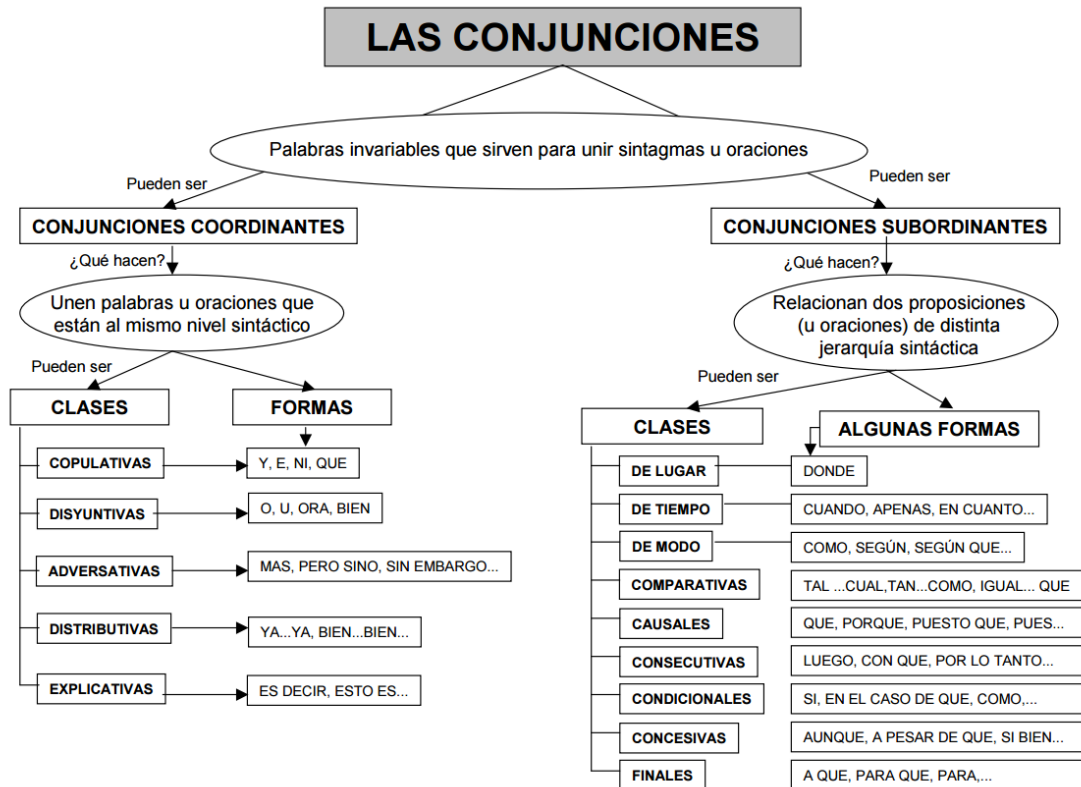 LAS CONJUNCIONES
Palabras invariables que sirven para unir sintagmas u oraciones
Pueden ser
CONJUNCIONES COORDINANTES
¿Qué hacen?
Unen palabras u oraciones que
están al mismo nivel sintáctico
Pueden ser
CLASES
FORMAS
COPULATIVAS
Y, E, NI, QUE
DISYUNTIVAS
O, U, ORA, BIEN
ADVERSATIVAS
MAS, PERO SINO, SIN EMBARGO...
DISTRIBUTIVAS
YA...YA, BIEN...BIEN...
EXPLICATIVAS
ES DECIR, ESTO ES...
Pueden ser
CONJUNCIONES SUBORDINANTES
¿Qué hacen?
Relacionan dos proposiciones
(u oraciones) de distinta
jerarquía sintáctica
Pueden ser
CLASES
ALGUNAS FORMAS
DE LUGAR
DONDE
DE TIEMPO
CUANDO, APENAS, EN CUANTO...
DE MODO
COMO, SEGÚN, SEGÚN QUE...
COMPARATIVAS
TAL ...CUAL,TAN...COMO, IGUAL... QUE
CAUSALES
QUE, PORQUE, PUESTO QUE, PUES...
CONSECUTIVAS
LUEGO, CON QUE, POR LO TANTO...
CONDICIONALES
SI, EN EL CASO DE QUE, COMO,...
CONCESIVAS
AUNQUE, A PESAR DE QUE, SI BIEN...
FINALES
A QUE, PARA QUE, PARA,...